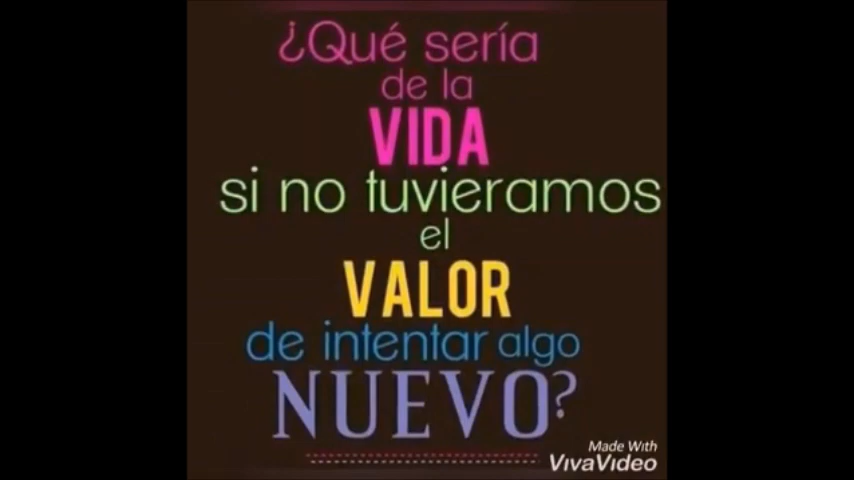 ¿Qué sería
de la
VIDA
si no tuvieramos
el
VALOR
de intentar algo
NUEVO?
Made With
VivaVideo